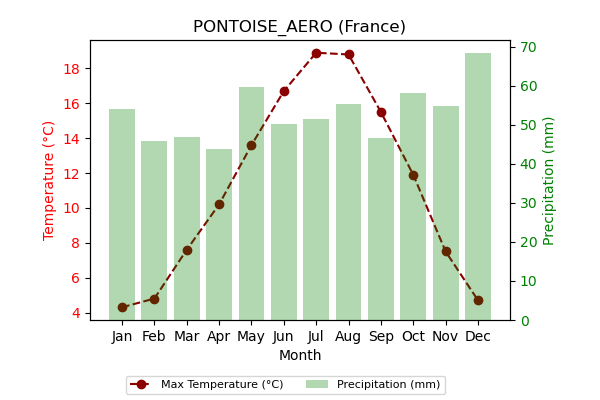 PONTOISE_AERO (France)
Temperature (°C)
18
16
14
12
10
8
6
4
70
60
50
40
30
20
10
0
Precipitation (mm)
Jan Feb Mar Apr May Jun Jul Aug Sep Oct Nov Dec
Month
Max Temperature (°C) Precipitation (mm)